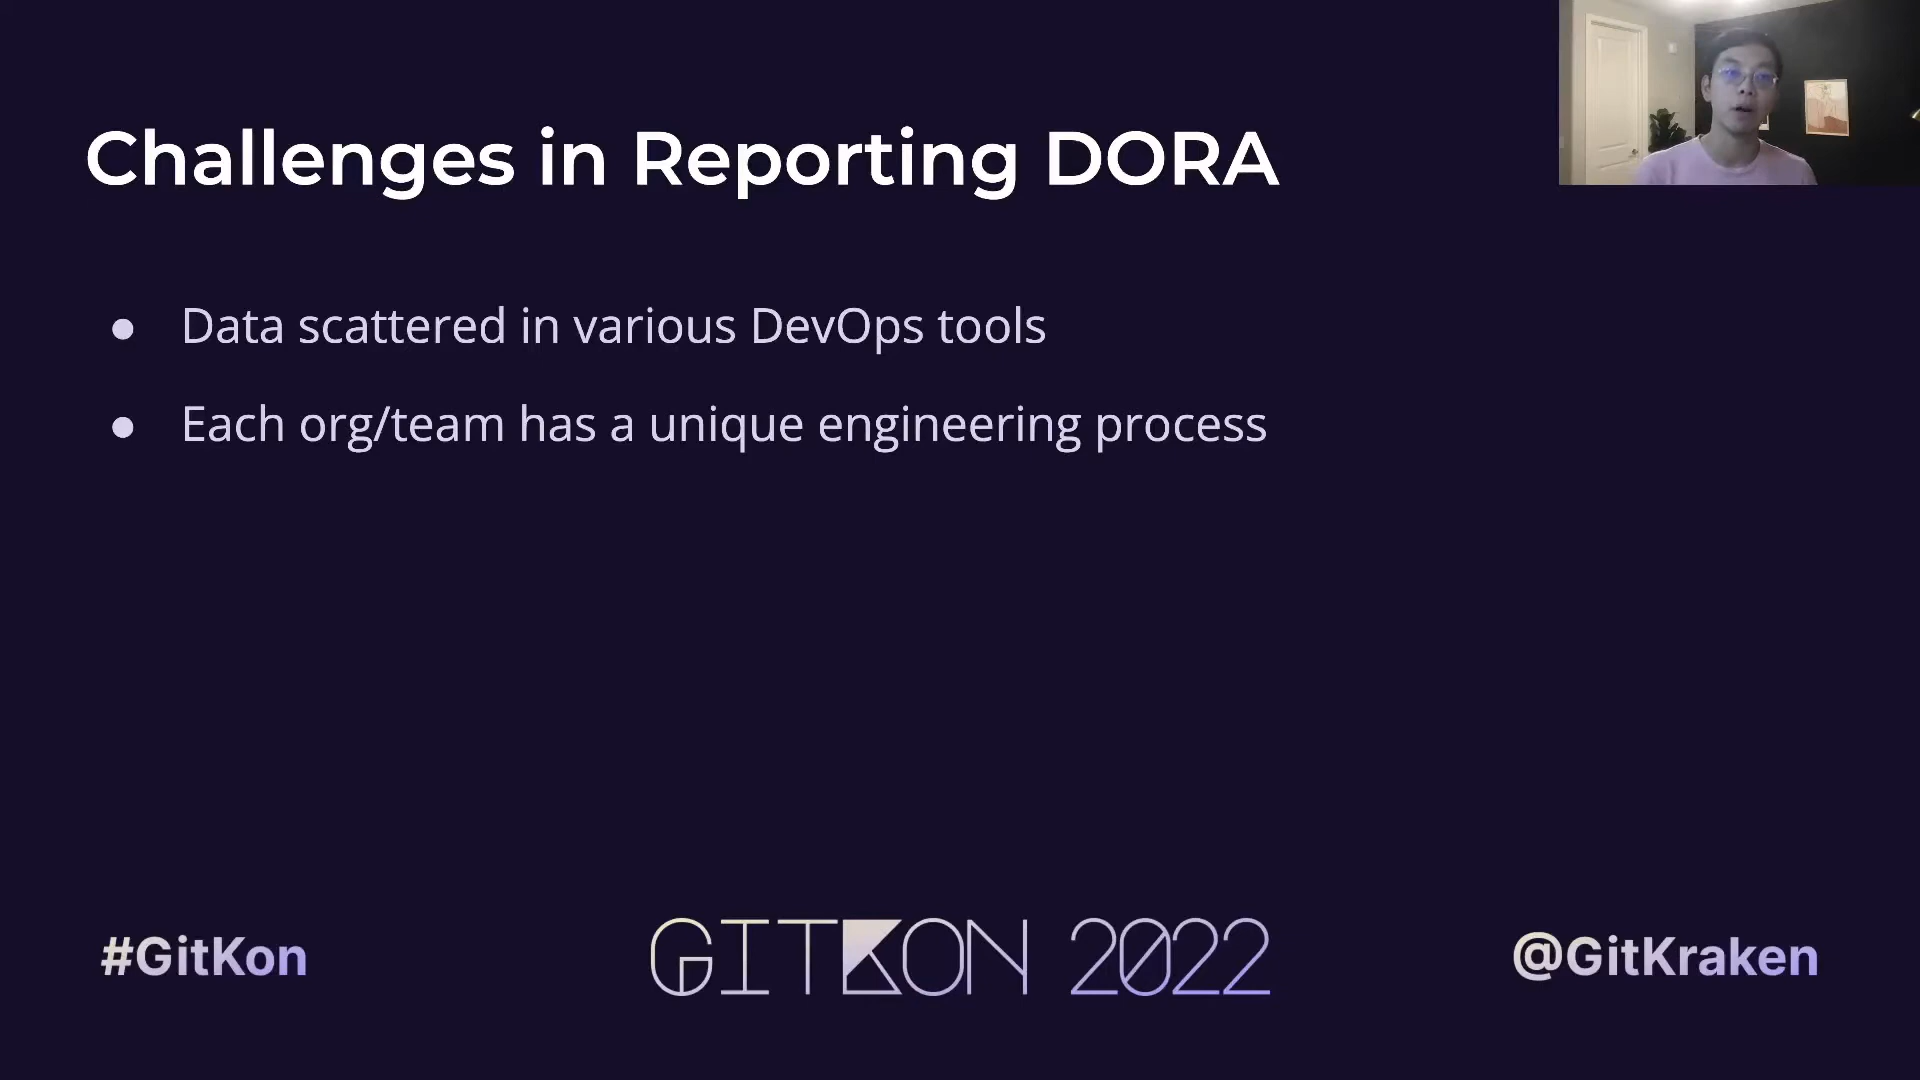 Challenges in Reporting DORA
● Data scattered in various DevOps tools
● Each org/team has a unique engineering process
#GitKon
GITKON 2022
@GitKraken